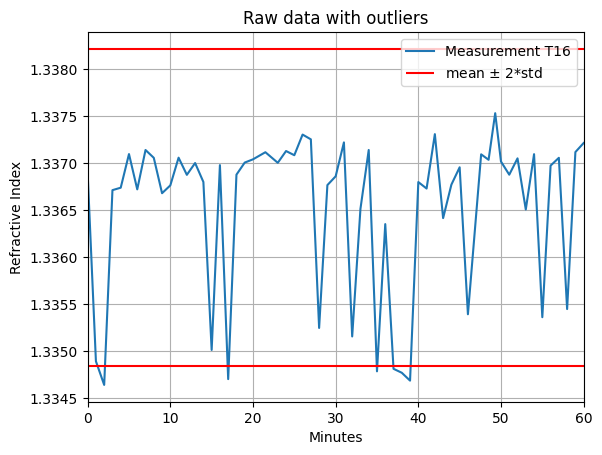 Raw data with outliers
Measurement T16
mean ± 2*std
Refractive Index
1.3380
1.3375
1.3370
1.3365
1.3360
1.3355
1.3350
1.3345
0 10 20 30 40 50 60
Minutes